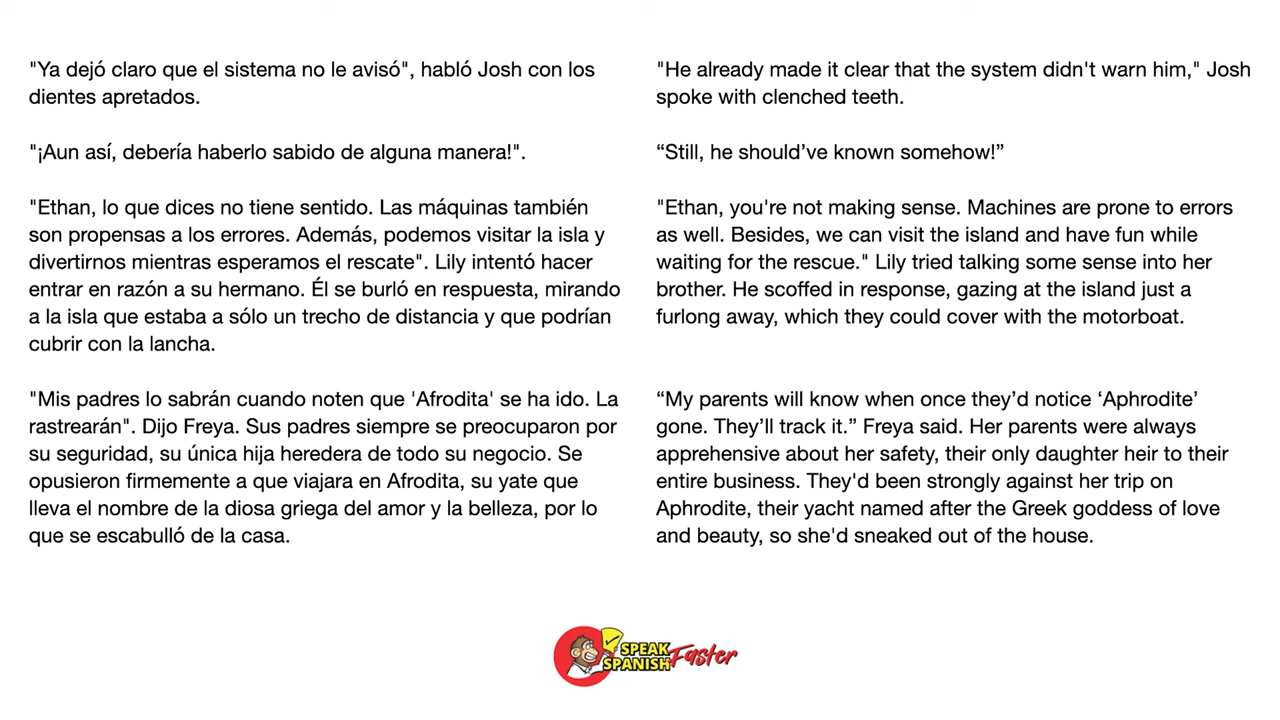 "Ya dejó claro que el sistema no le avisó", habló Josh con los
dientes apretados.
"¡Aun así, debería haberlo sabido de alguna manera!".
"Ethan, lo que dices no tiene sentido. Las máquinas también
son propensas a los errores. Además, podemos visitar la isla y
divertirnos mientras esperamos el rescate". Lily intentó hacer
entrar en razón a su hermano. Él se burló en respuesta, mirando
a la isla que estaba a sólo un trecho de distancia y que podrían
cubrir con la lancha.
"Mis padres lo sabrán cuando noten que 'Afrodita' se ha ido. La
rastrearán". Dijo Freya. Sus padres siempre se preocuparon por
su seguridad, su única hija heredera de todo su negocio. Se
opusieron firmemente a que viajara en Afrodita, su yate que
lleva el nombre de la diosa griega del amor y la belleza, por lo
que se escabulló de la casa.
"He already made it clear that the system didn't warn him," Josh
spoke with clenched teeth.
“Still, he should’ve known somehow!”
"Ethan, you're not making sense. Machines are prone to errors
as well. Besides, we can visit the island and have fun while
waiting for the rescue." Lily tried talking some sense into her
brother. He scoffed in response, gazing at the island just a
furlong away, which they could cover with the motorboat.
“My parents will know when once they’d notice ‘Aphrodite’
gone. They’ll track it.” Freya said. Her parents were always
apprehensive about her safety, their only daughter heir to their
entire business. They'd been strongly against her trip on
Aphrodite, their yacht named after the Greek goddess of love
and beauty, so she'd sneaked out of the house.
SPEAK
SPANISH Faster